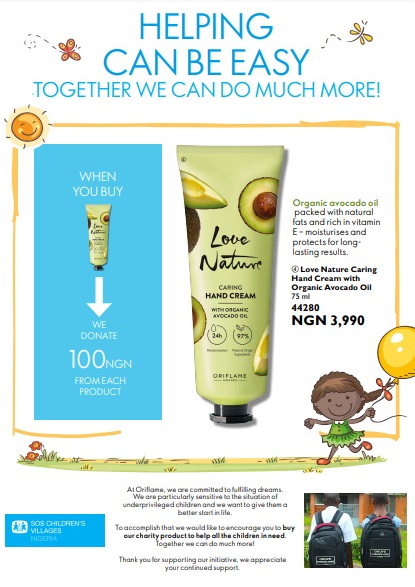 HELPING
CAN BE EASY
TOGETHER WE CAN DO MUCH MORE!
WHEN
YOU BUY
WE
DONATE
100NGN
FROM EACH
PRODUCT
④
Love
Nature
CARING
HAND CREAM
WITH ORGANIC
AVOCADO OIL
24h
97%
ORIFLAME
SWEDEN
Organic avocado oil
packed with natural
fats and rich in vitamin
E – moisturises and
protects for long-
lasting results.
④ Love Nature Caring
Hand Cream with
Organic Avocado Oil
75 ml
44280
NGN 3,990
SOS CHILDREN'S
VILLAGES
NIGERIA
At Oriflame, we are committed to fulfilling dreams.
We are particularly sensitive to the situation of
underprivileged children and we want to give them a
better start in life.
To accomplish that we would like to encourage you to buy
our charity product to help all the children in need.
Together we can do more!
Thank you for supporting our initiative, we appreciate
your continued support.